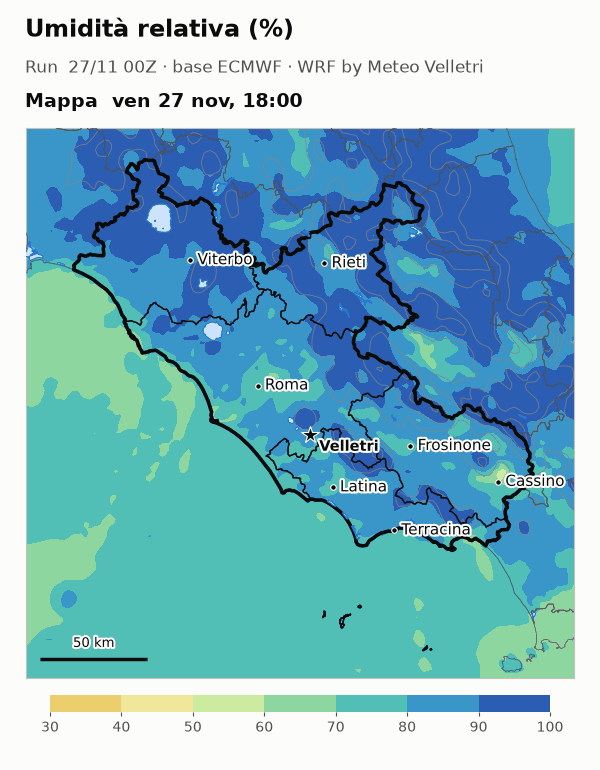 Umidità relativa (%)
Run 27/11 00Z · base ECMWF · WRF by Meteo Velletri
Mappa ven 27 nov, 18:00
Viterbo
Rieti
Roma
Velletri
Frosinone
Cassino
Latina
Terracina
50 km
30 40 50 60 70 80 90 100